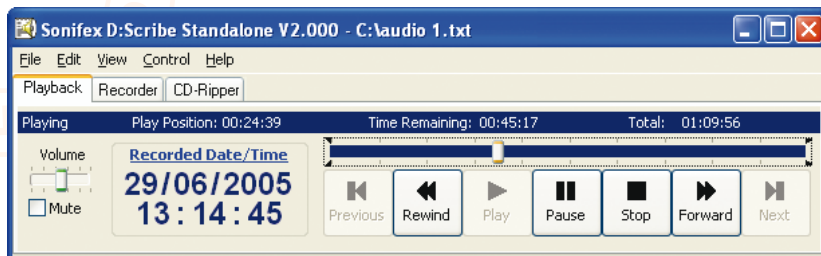 Sonifex D:Scribe Standalone V2.000 - C:\audio 1.txt
File Edit View Control Help
Playback Recorder CD-Ripper
Playing Play Position: 00:24:39 Time Remaining: 00:45:17 Total: 01:09:56
Volume
Mute
Recorded Date/Time
29/06/2005
13:14:45
Previous Rewind Play Pause Stop Forward Next